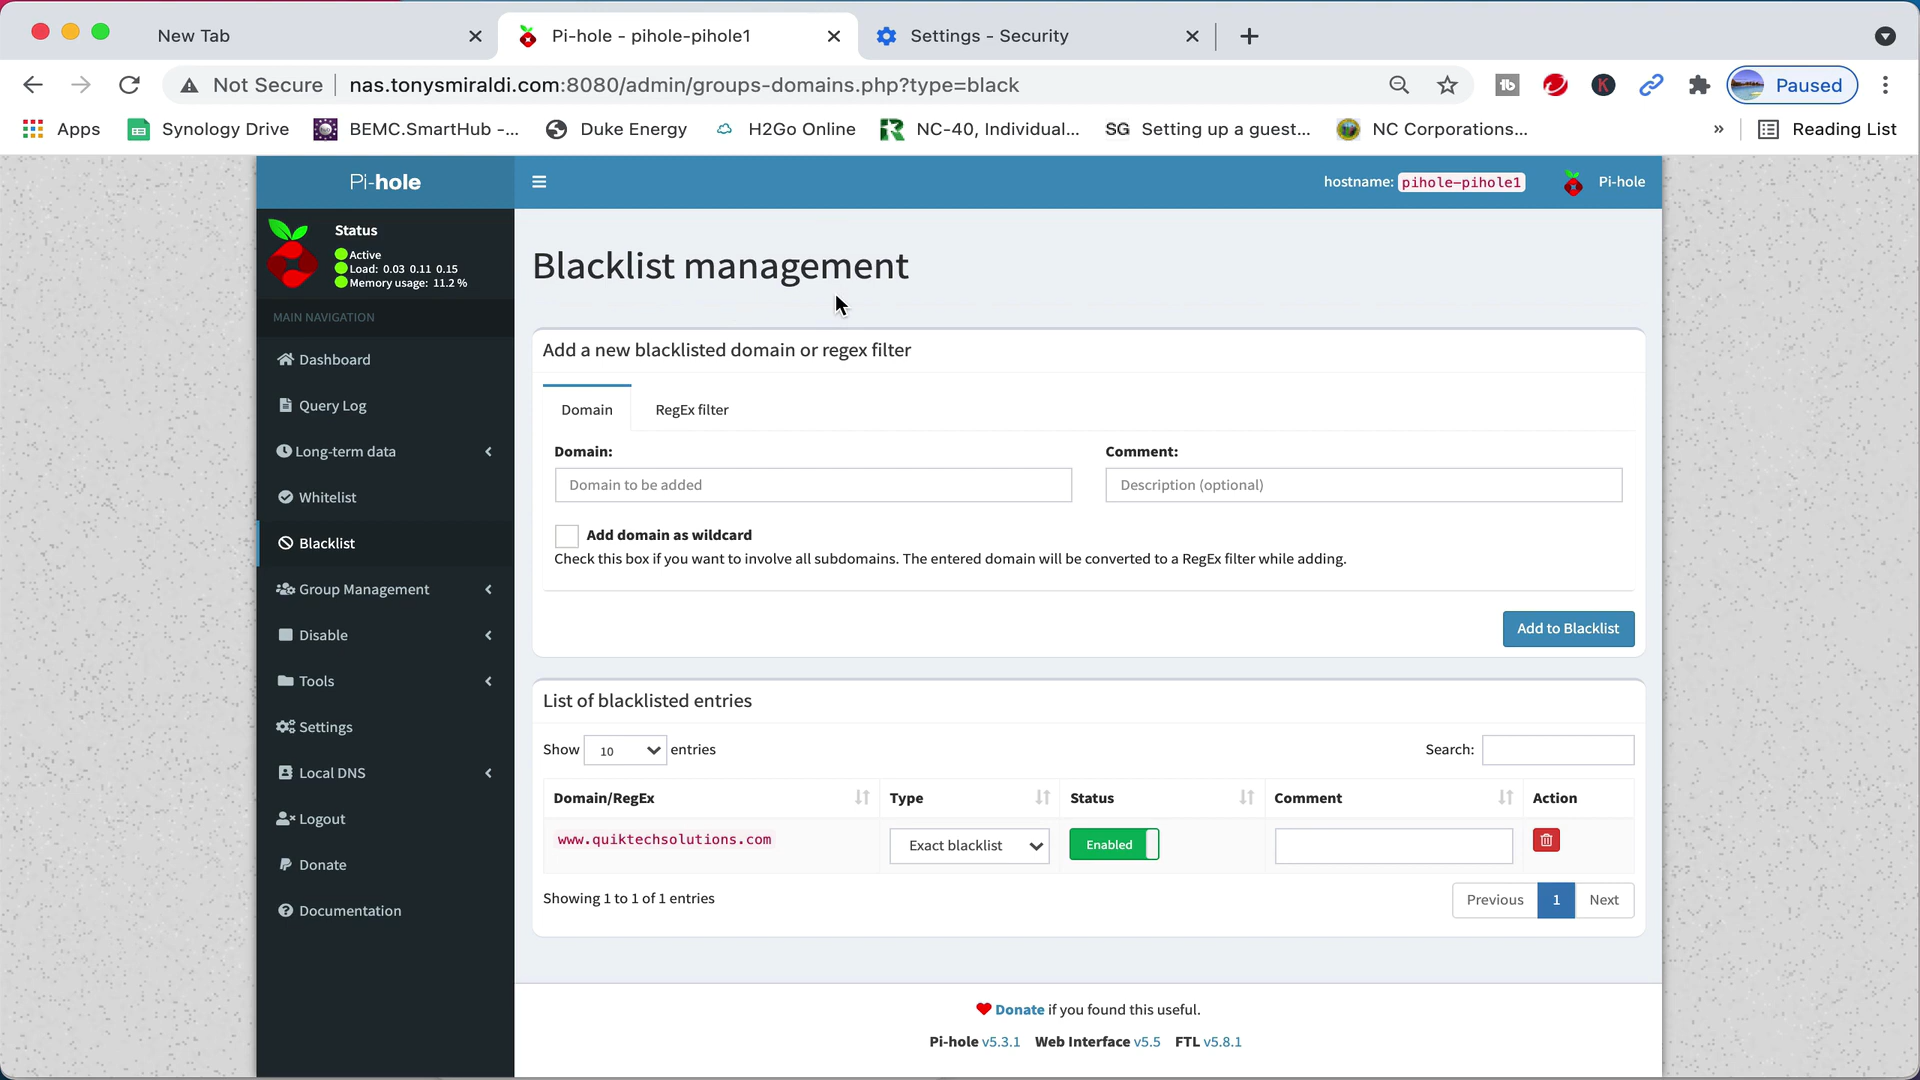 New Tab
Pi-hole - pihole-pihole1
Settings - Security
Not Secure
nas.tonysmiraldi.com:8080/admin/groups-domains.php?type=black
Paused
Apps
Synology Drive
BEMC.SmartHub -...
Duke Energy
H2Go Online
NC-40, Individual...
SG Setting up a guest...
NC Corporations...
»
Reading List
Pi-hole
hostname: pihole-pihole1
Pi-hole
Status
Active
Load: 0.03 0.11 0.15
Memory usage: 11.2 %
MAIN NAVIGATION
Dashboard
Query Log
Long-term data
Whitelist
Blacklist
Group Management
Disable
Tools
Settings
Local DNS
Logout
Donate
Documentation
Blacklist management
Add a new blacklisted domain or regex filter
Domain
RegEx filter
Domain:
Comment:
Domain to be added
Description (optional)
Add domain as wildcard
Check this box if you want to involve all subdomains. The entered domain will be converted to a RegEx filter while adding.
Add to Blacklist
List of blacklisted entries
Show 10 entries
Search:
Domain/RegEx
Type
Status
Comment
Action
www.quiktechsolutions.com
Exact blacklist
Enabled
Showing 1 to 1 of 1 entries
Previous
1
Next
Donate if you found this useful.
Pi-hole v5.3.1 Web Interface v5.5 FTL v5.8.1